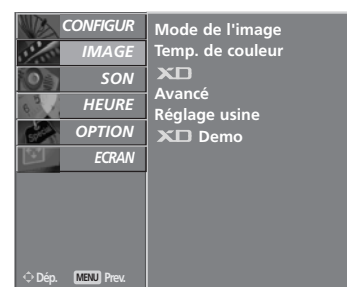 CONFIGUR
IMAGE
SON
HEURE
OPTION
ECRAN
Mode de l'image
Temp. de couleur
XD
Avancé
Réglage usine
XD Demo
Dép. MENU Prev.